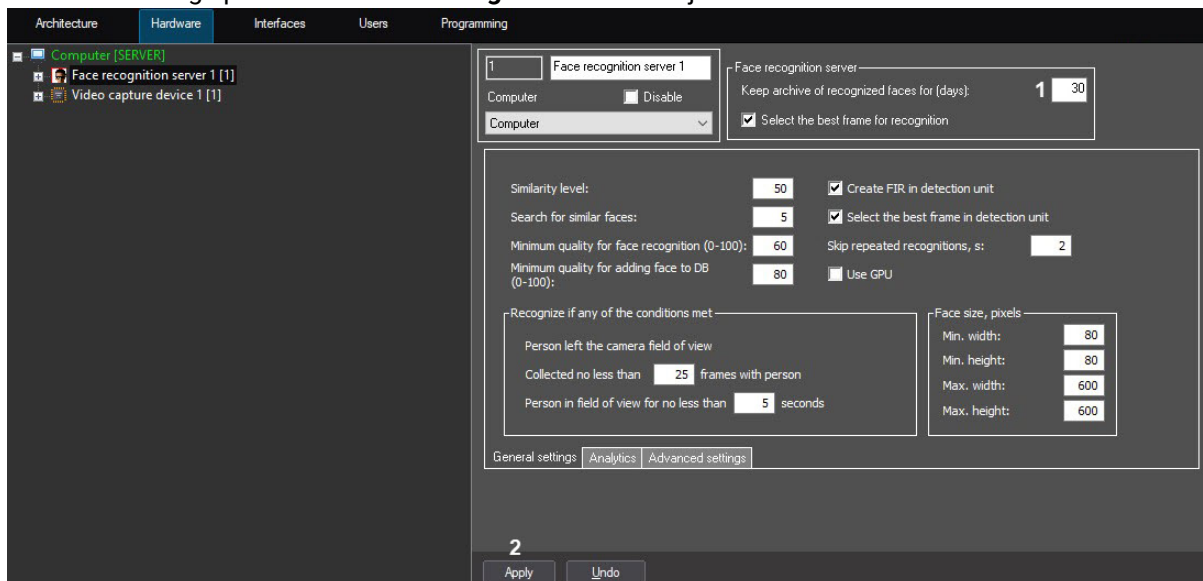 Architecture Hardware Interfaces Users Programming
Computer [SERVER]
Face recognition server 1 [1]
Video capture device 1 [1]
1 Face recognition server 1
Computer Disable
Computer
Face recognition server
Keep archive of recognized faces for (days): 1 30
Select the best frame for recognition
Similarity level: 50 Create FIR in detection unit
Search for similar faces: 5 Select the best frame in detection unit
Minimum quality for face recognition (0-100): 60 Skip repeated recognitions, s: 2
Minimum quality for adding face to DB
(0-100): 80 Use GPU
Recognize if any of the conditions met
Person left the camera field of view
Collected no less than 25 frames with person
Person in field of view for no less than 5 seconds
Face size, pixels
Min. width: 80
Min. height: 80
Max. width: 600
Max. height: 600
General settings Analytics Advanced settings
2
Apply Undo